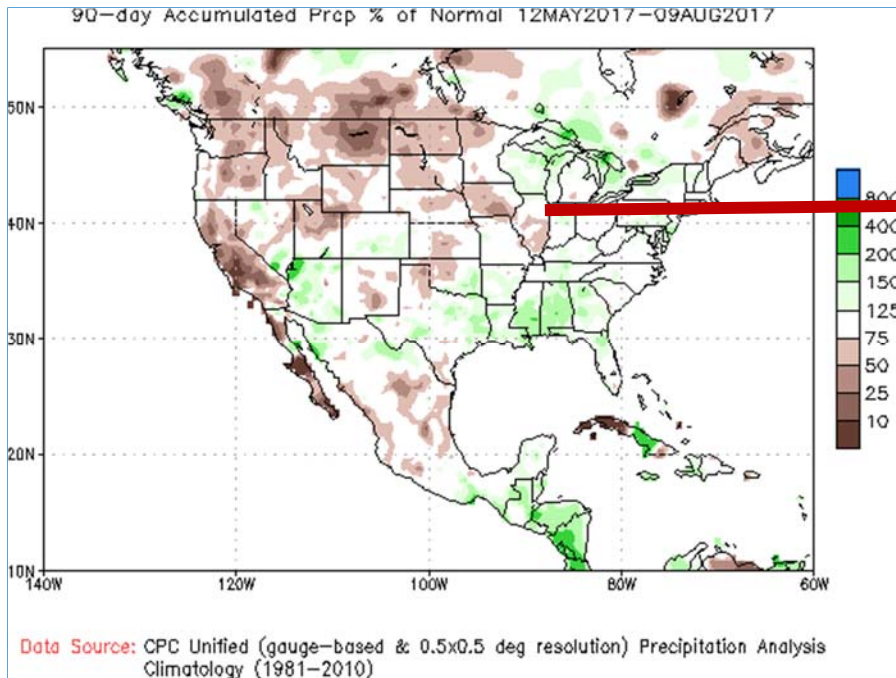 90-day Accumulated Prcp % of Normal 12MAY2017-09AUG2017
50N
40N
30N
20N
10N
140W 120W 100W 80W 60W
800
400
200
150
125
75
50
25
10
Data Source: CPC Unified (gauge-based & 0.5x0.5 deg resolution) Precipitation Analysis
Climatology (1981-2010)